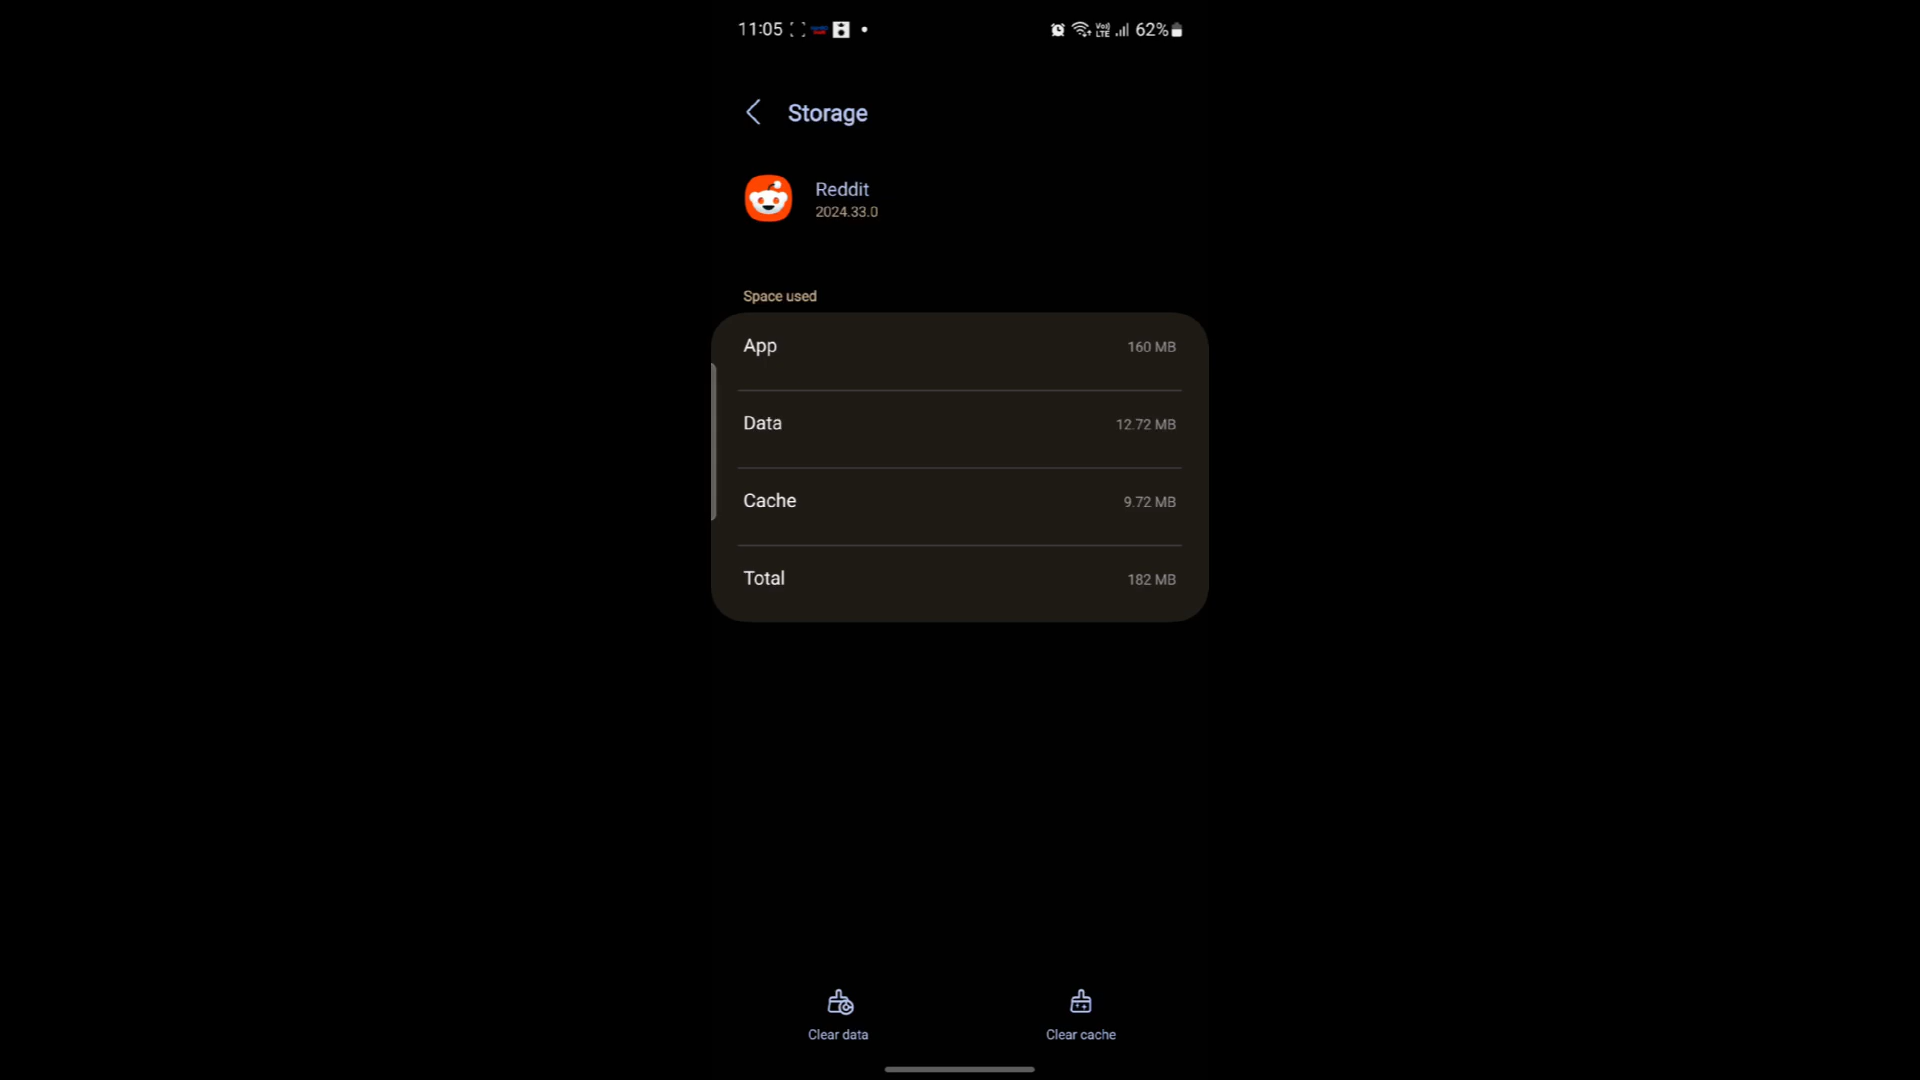 11:05 62%
Storage
Reddit
2024.33.0
Space used
App 160 MB
Data 12.72 MB
Cache 9.72 MB
Total 182 MB
Clear data Clear cache